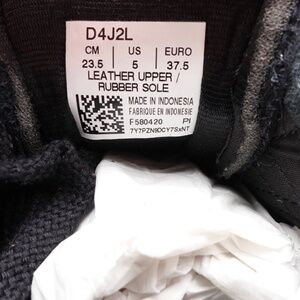 D4J2L
CM US EURO
23.5 5 37.5
LEATHER UPPER /
RUBBER SOLE
MADE IN INDONESIA
FABRIQUE EN INDONESIE
F580420 PI